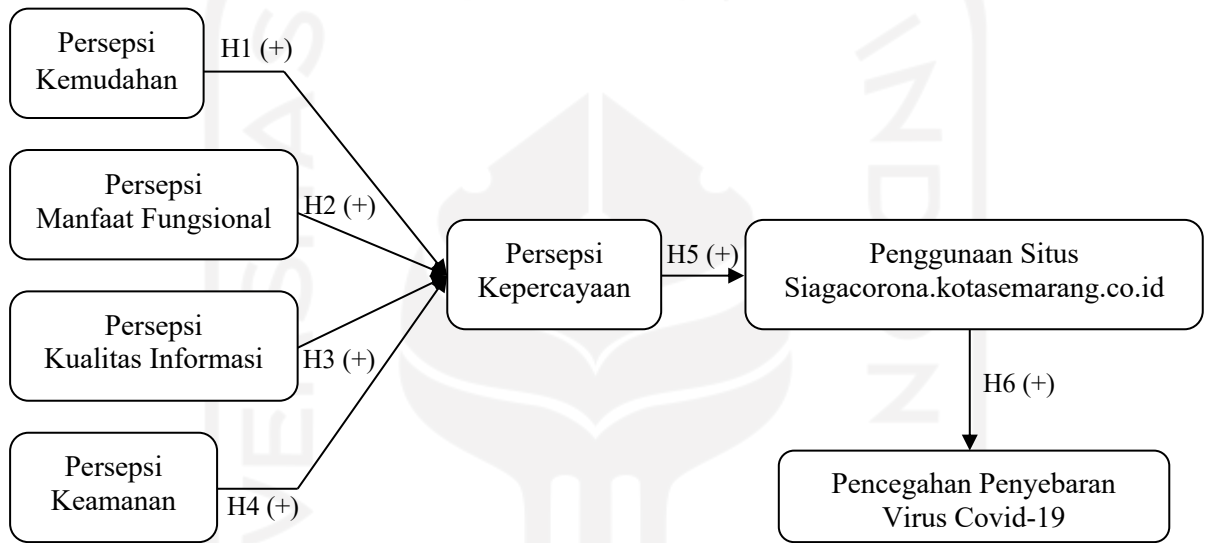 Persepsi
Kemudahan
H1 (+)
Persepsi
Manfaat Fungsional
H2 (+)
Persepsi
Kualitas Informasi
H3 (+)
Persepsi
Keamanan
H4 (+)
Persepsi
Kepercayaan
H5 (+)
Penggunaan Situs
Siagacorona.kotasemarang.co.id
H6 (+)
Pencegahan Penyebaran
Virus Covid-19